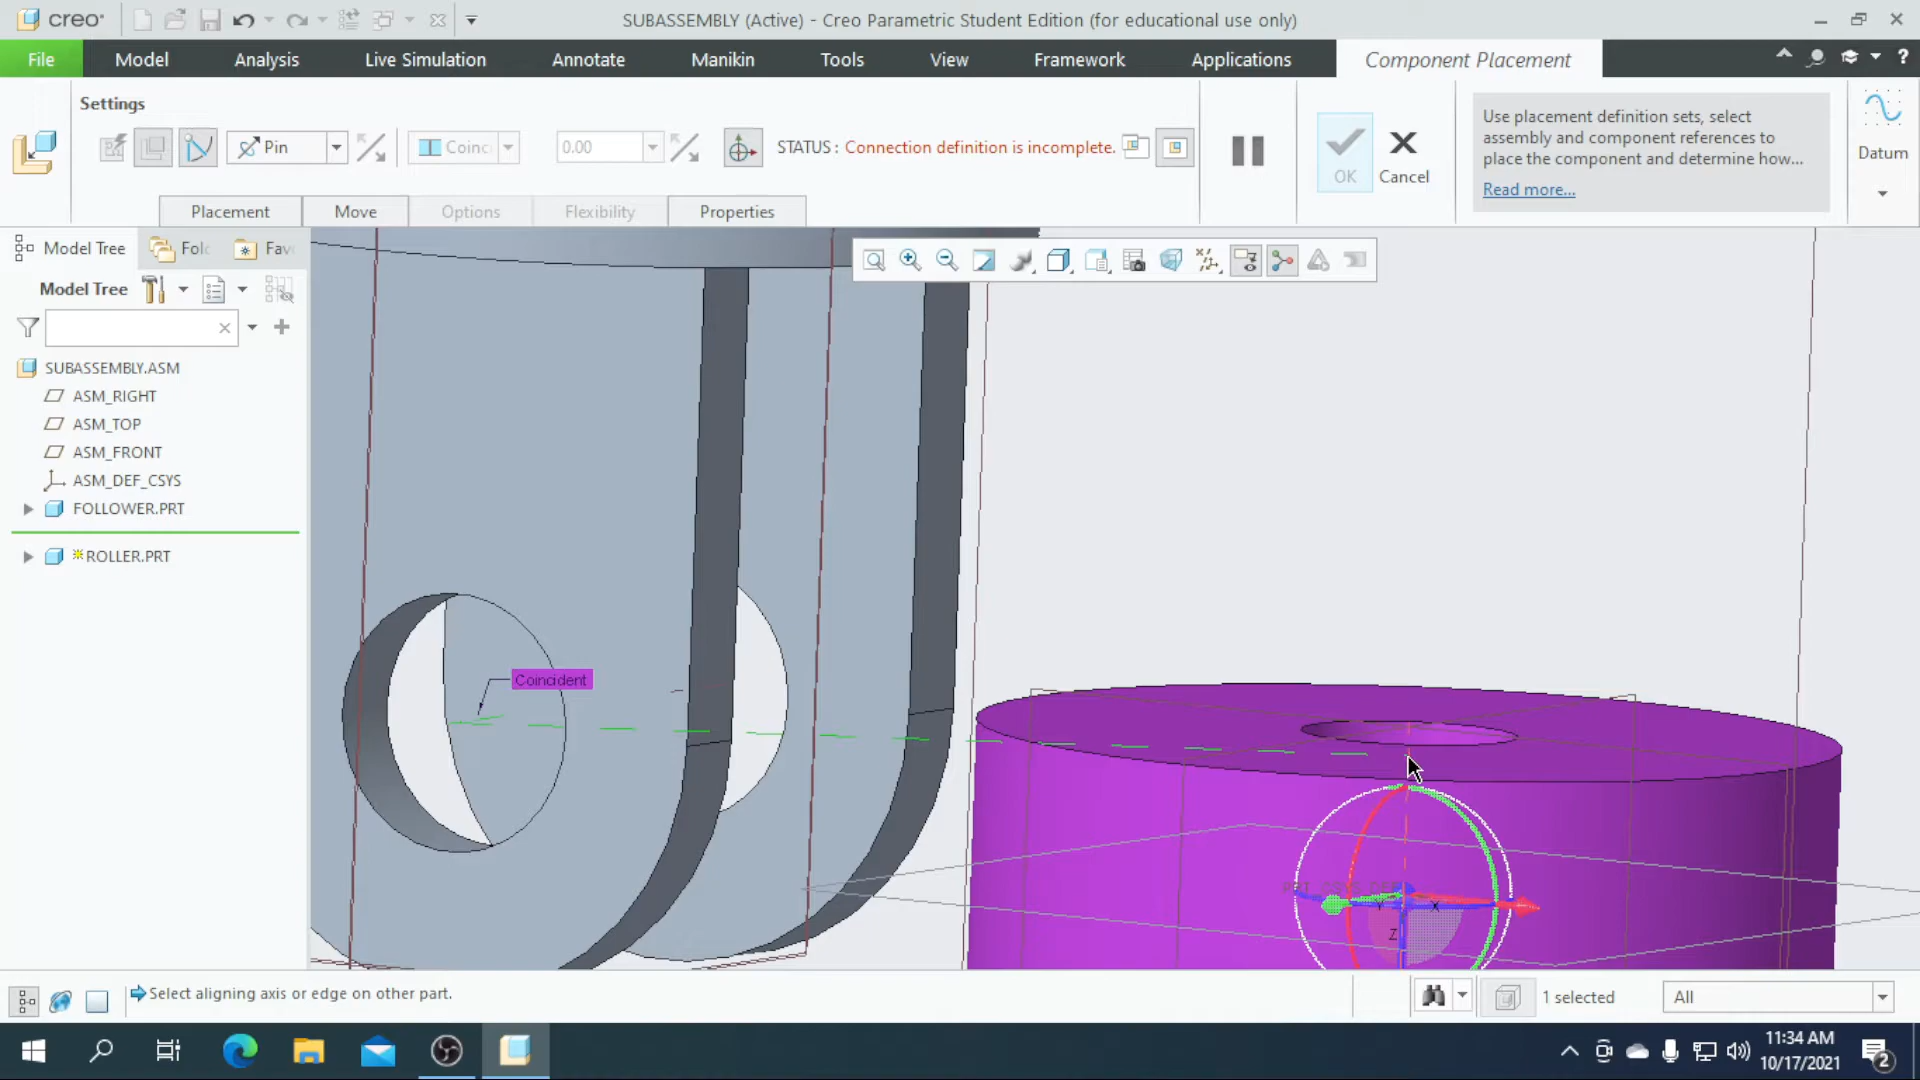 creo
SUBASSEMBLY (Active) - Creo Parametric Student Edition (for educational use only)
File
Model
Analysis
Live Simulation
Annotate
Manikin
Tools
View
Framework
Applications
Component Placement
?
Settings
Pin
Coinc
0.00
STATUS : Connection definition is incomplete.
OK
Cancel
Use placement definition sets, select
assembly and component references to
place the component and determine how...
Read more...
Datum
Placement
Move
Options
Flexibility
Properties
Model Tree
Fol
Fav
Model Tree
SUBASSEMBLY.ASM
ASM_RIGHT
ASM_TOP
ASM_FRONT
ASM_DEF_CSYS
FOLLOWER.PRT
ROLLER.PRT
Coincident
Y
X
Z
Select aligning axis or edge on other part.
1 selected
All
11:34 AM
10/17/2021
2